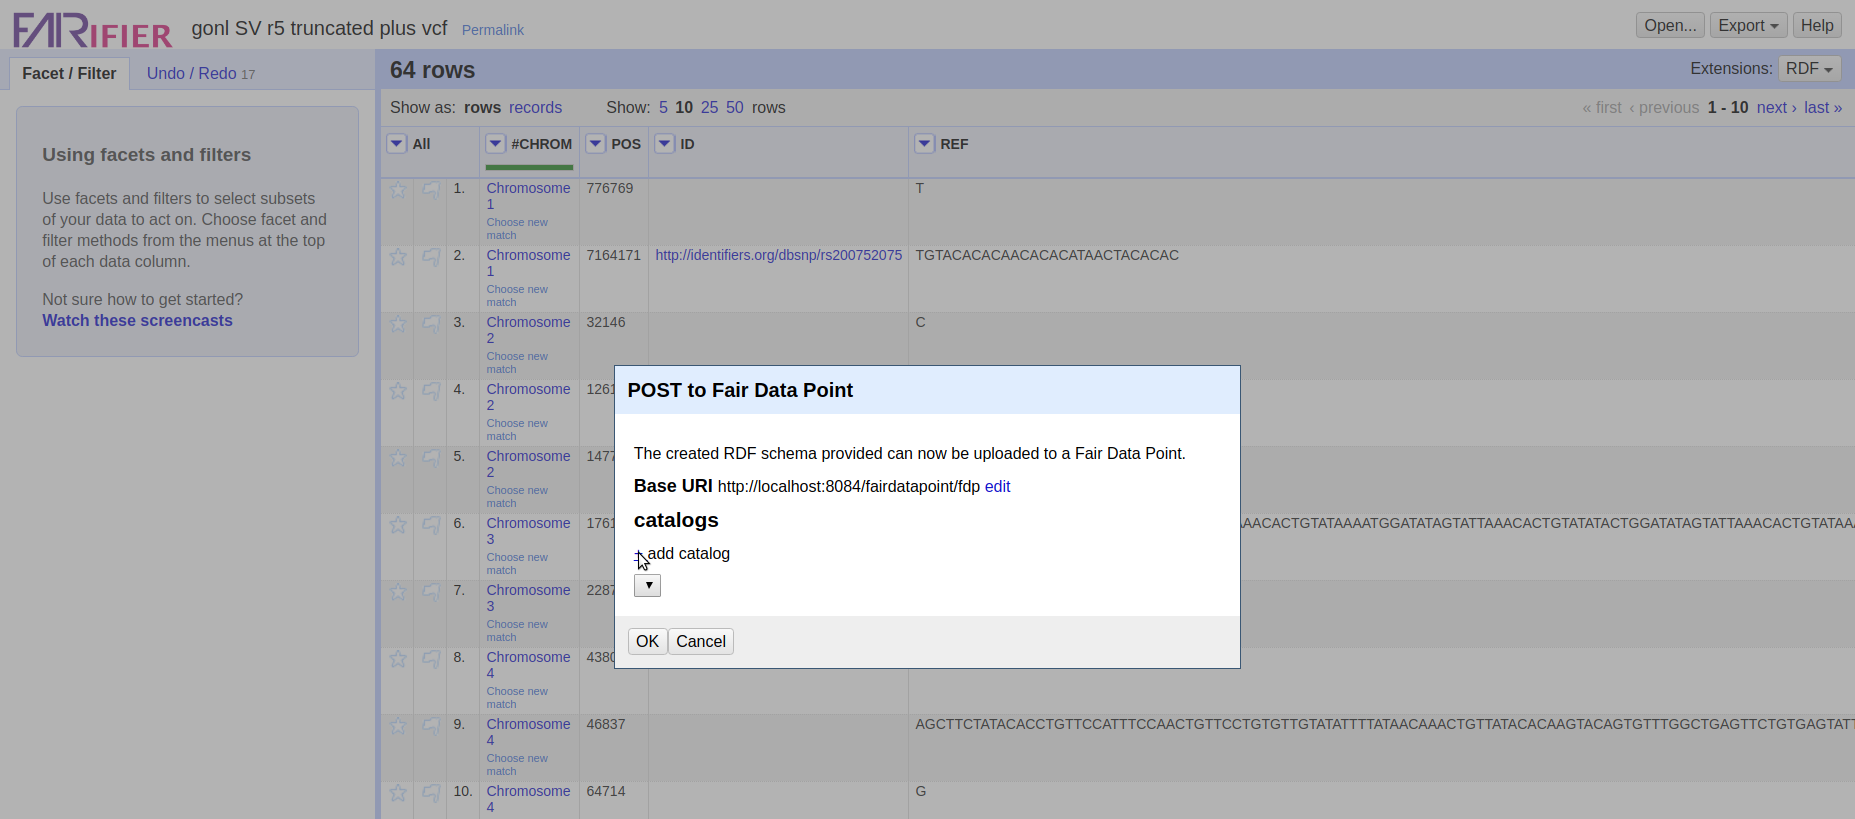 FAIRIFIER gonl SV r5 truncated plus vcf Permalink Open... Export Help
Facet / Filter Undo / Redo 17
64 rows Extensions: RDF
Show as: rows records Show: 5 10 25 50 rows « first ‹ previous 1 - 10 next › last »
Using facets and filters
Use facets and filters to select subsets
of your data to act on. Choose facet and
filter methods from the menus at the top
of each data column.
Not sure how to get started?
Watch these screencasts
All #CHROM POS ID REF
1. Chromosome 776769 T
1
Choose new
match
2. Chromosome 7164171 http://identifiers.org/dbsnp/rs200752075 TGTACACACAACACACATAACTACACAC
1
Choose new
match
3. Chromosome 32146 C
2
Choose new
match
4. Chromosome 1261
2
Choose new
match
5. Chromosome 1477
2
Choose new
match
6. Chromosome 1761 AACACTGTATAAAATGGATATAGTATTAAACACTGTATATACTGGATATAGTATTAAACACTGTATAA
3
Choose new
match
7. Chromosome 2287
3
Choose new
match
8. Chromosome 4380
4
Choose new
match
9. Chromosome 46837 AGCTTCTATACACCTGTTCCATTTCCAACTGTTCCTGTGTTGTATATTTTATAACAAACTGTTATACACAAGTACAGTGTTTGGCTGAGTTCTGTGAGTAT
4
Choose new
match
10. Chromosome 64714 G
4
POST to Fair Data Point
The created RDF schema provided can now be uploaded to a Fair Data Point.
Base URI http://localhost:8084/fairdatapoint/fdp edit
catalogs
+ add catalog
OK Cancel